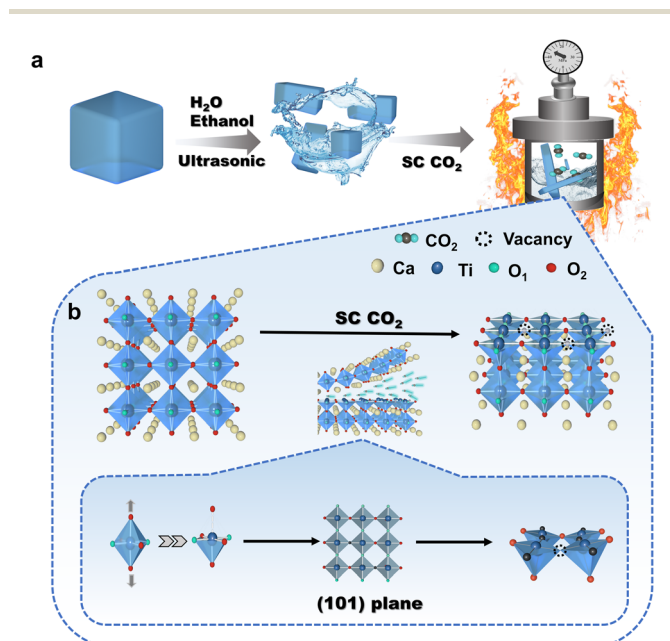 a
H₂O
Ethanol
Ultrasonic
SC CO₂
CO₂ Vacancy
Ca Ti O₁ O₂
b
SC CO₂
(101) plane